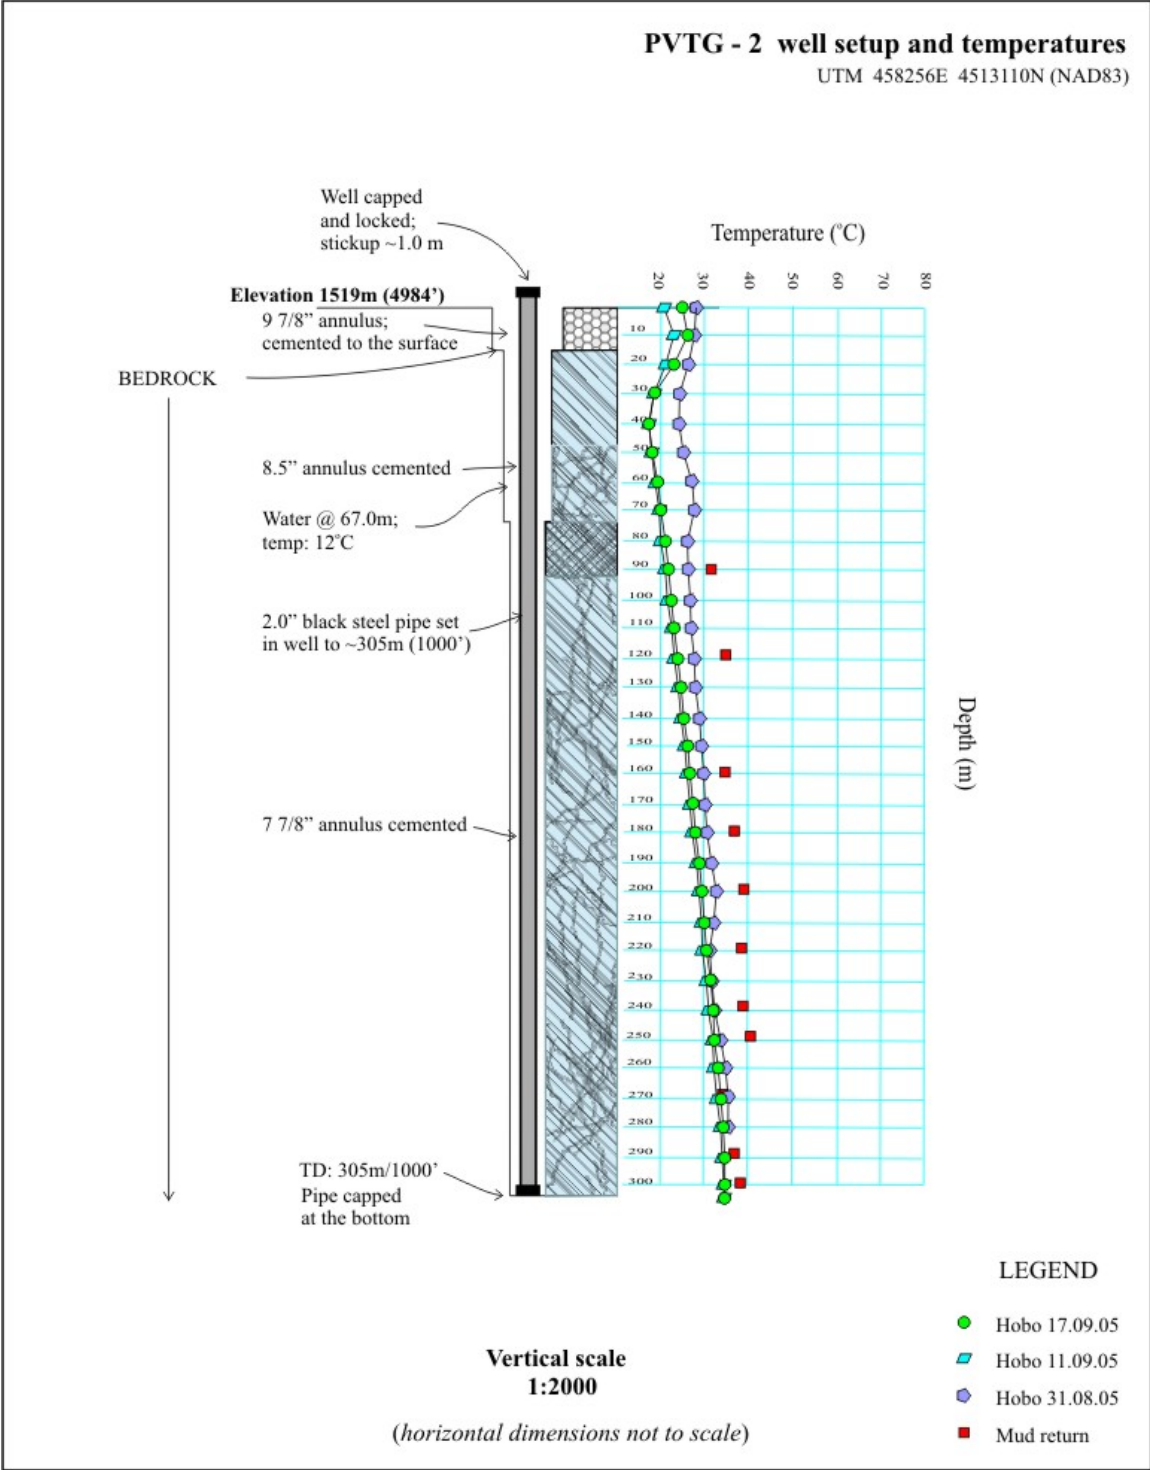 PVTG - 2 well setup and temperatures
UTM 458256E 4513110N (NAD83)
Well capped
and locked;
stickup ~1.0 m
Temperature (°C)
20 30 40 50 60 70 80
Elevation 1519m (4984’)
9 7/8” annulus;
cemented to the surface
BEDROCK
8.5” annulus cemented
Water @ 67.0m;
temp: 12°C
2.0” black steel pipe set
in well to ~305m (1000’)
7 7/8” annulus cemented
TD: 305m/1000’
Pipe capped
at the bottom
10
20
30
40
50
60
70
80
90
100
110
120
130
140
150
160
170
180
190
200
210
220
230
240
250
260
270
280
290
300
Depth (m)
LEGEND
Hobo 17.09.05
Hobo 11.09.05
Hobo 31.08.05
Mud return
Vertical scale
1:2000
(horizontal dimensions not to scale)